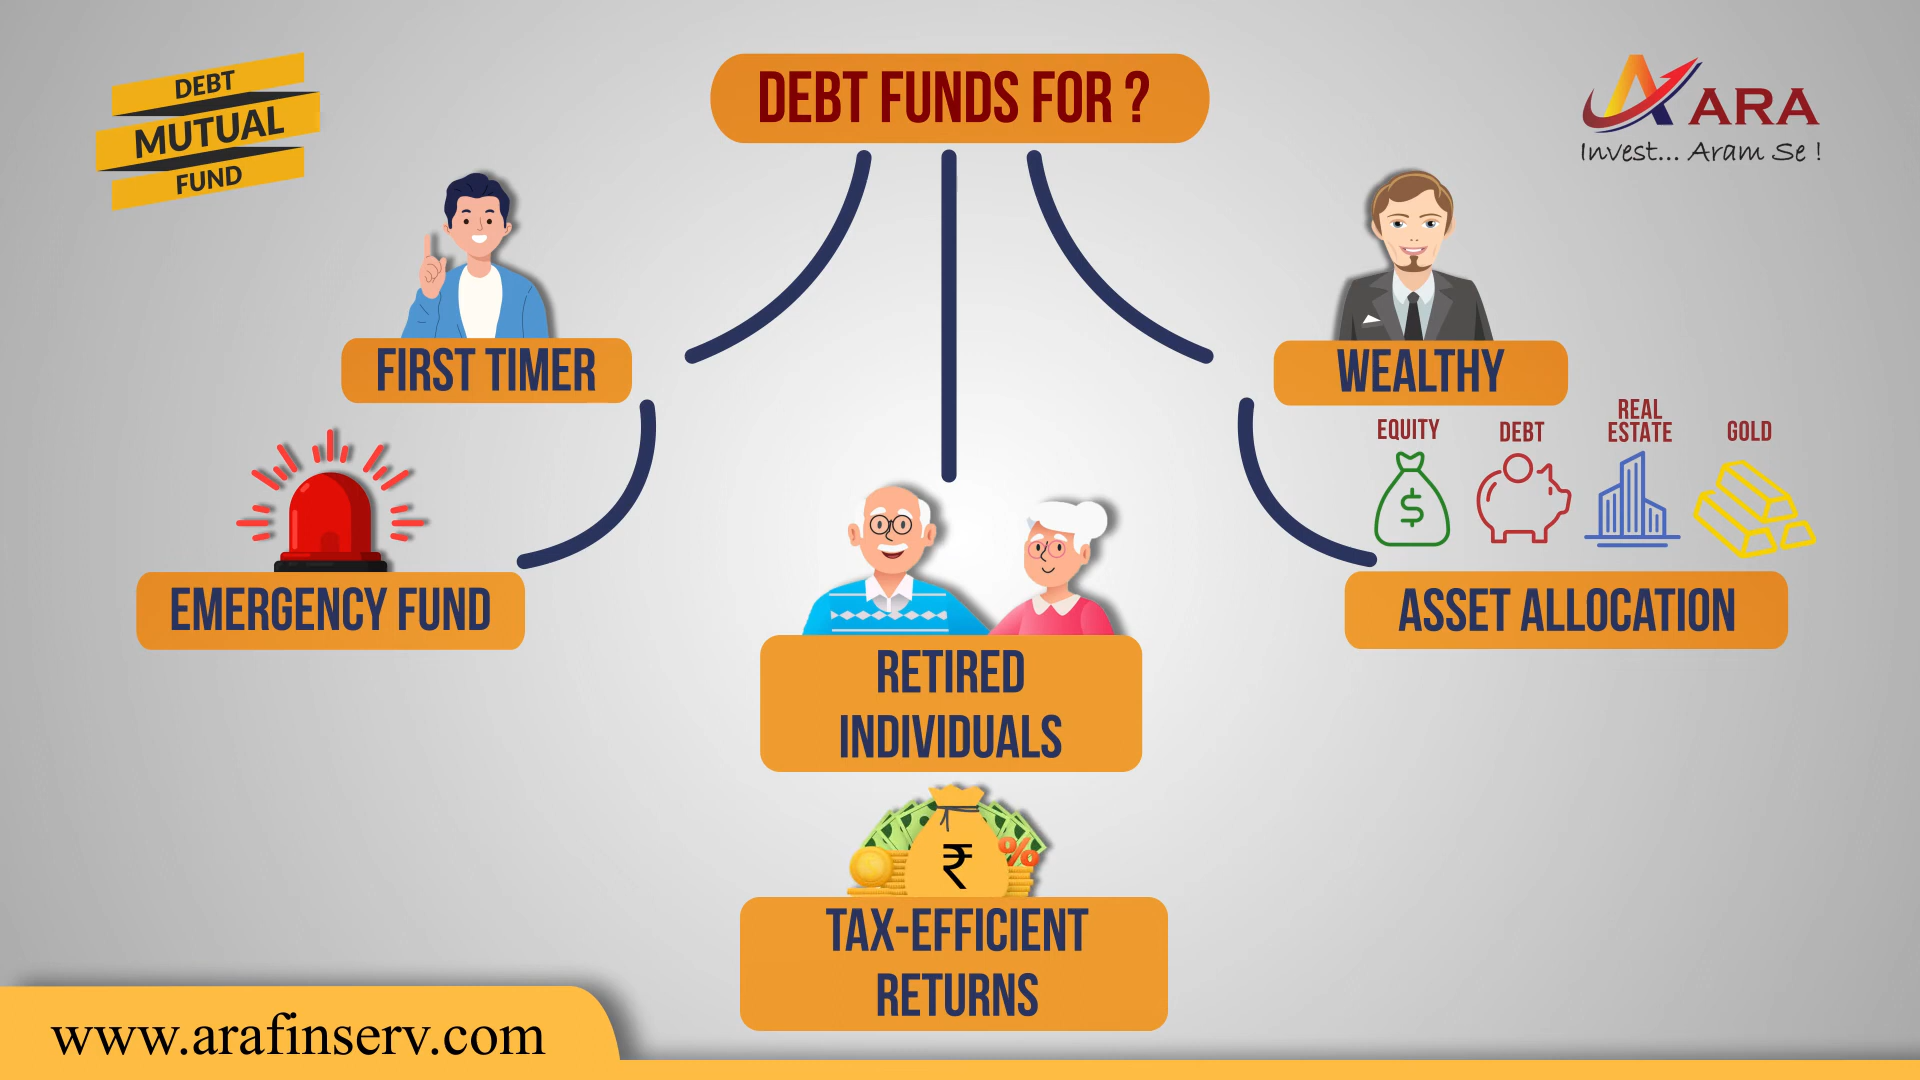 DEBT
MUTUAL
FUND
DEBT FUNDS FOR ?
ARA
Invest... Aram Se !
FIRST TIMER
WEALTHY
EQUITY
DEBT
REAL
ESTATE
GOLD
$
EMERGENCY FUND
ASSET ALLOCATION
RETIRED
INDIVIDUALS
₹
%
TAX-EFFICIENT
RETURNS
www.arafinserv.com